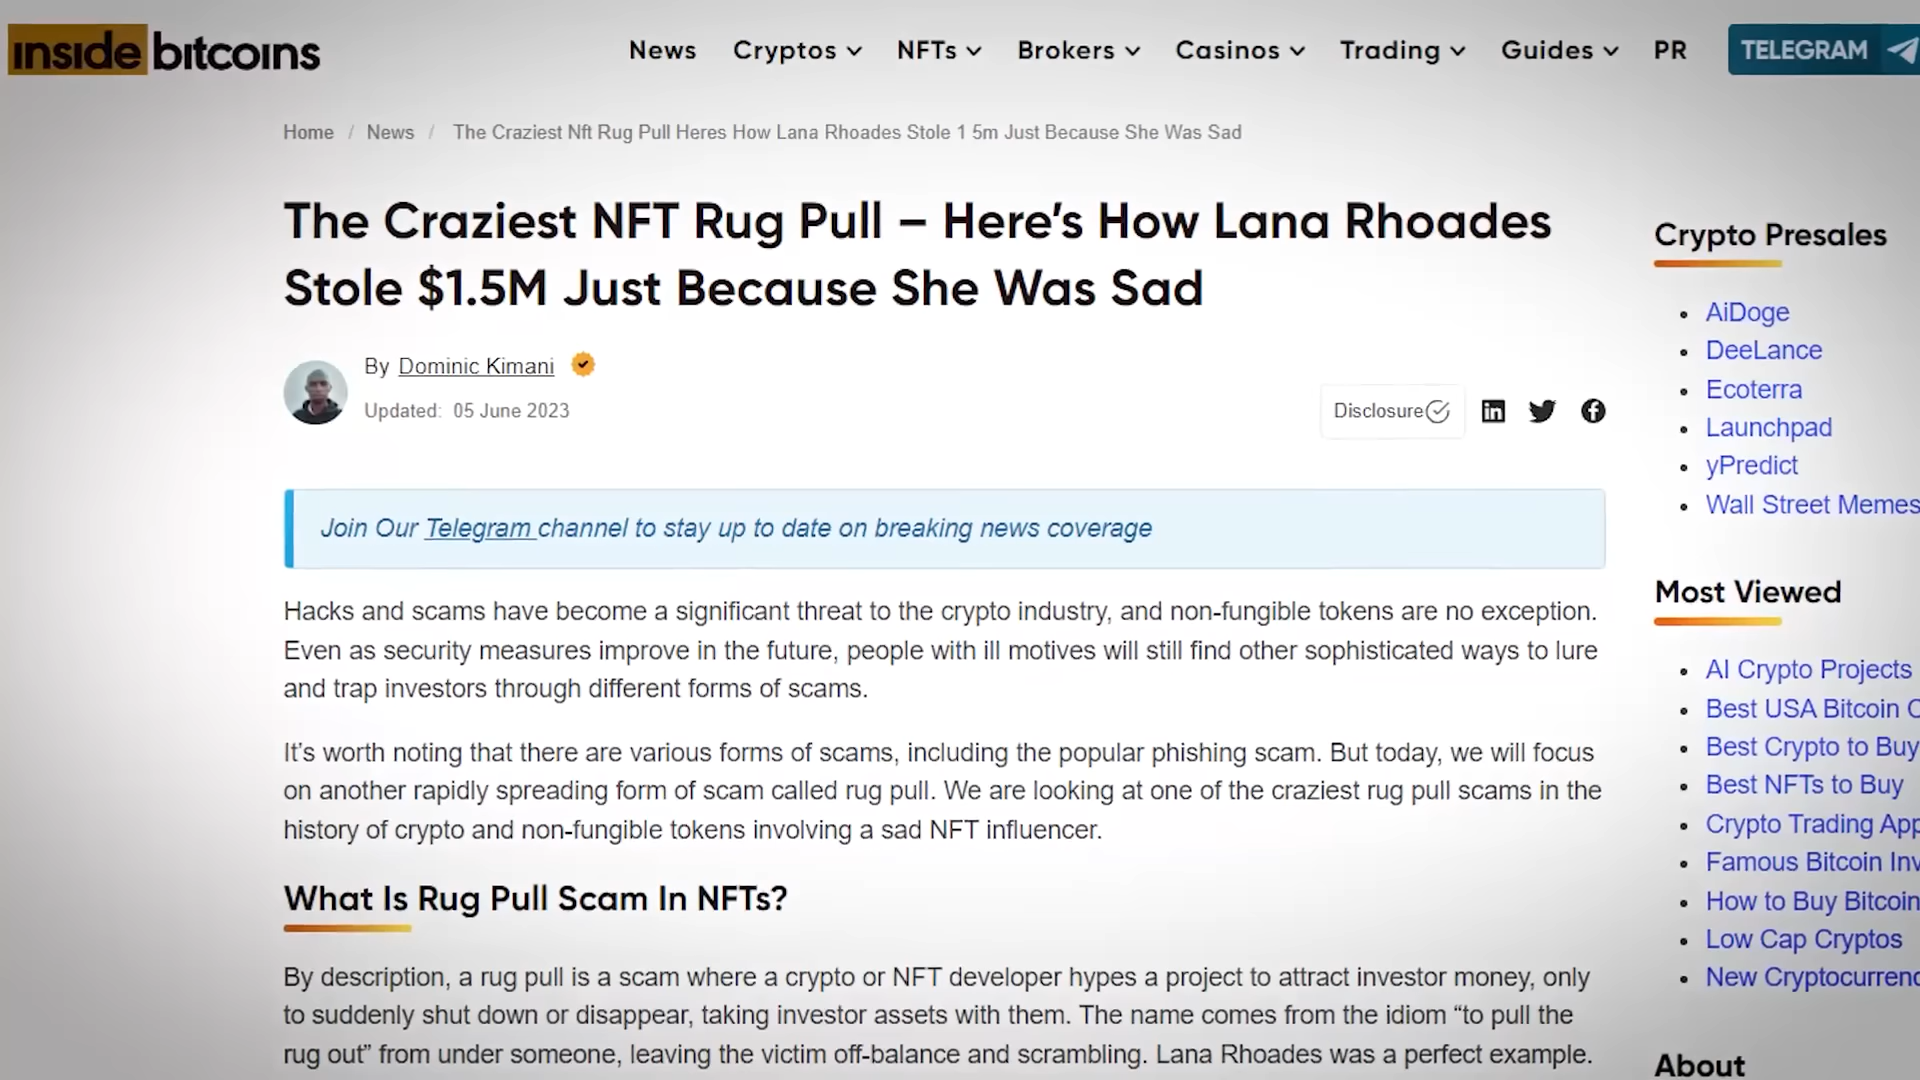 inside bitcoins
News Cryptos NFTs Brokers Casinos Trading Guides PR TELEGRAM
Home / News / The Craziest Nft Rug Pull Heres How Lana Rhoades Stole 1 5m Just Because She Was Sad
The Craziest NFT Rug Pull – Here’s How Lana Rhoades
Stole $1.5M Just Because She Was Sad
By Dominic Kimani
Updated: 05 June 2023
Disclosure
Join Our Telegram channel to stay up to date on breaking news coverage
Hacks and scams have become a significant threat to the crypto industry, and non-fungible tokens are no exception.
Even as security measures improve in the future, people with ill motives will still find other sophisticated ways to lure
and trap investors through different forms of scams.
It’s worth noting that there are various forms of scams, including the popular phishing scam. But today, we will focus
on another rapidly spreading form of scam called rug pull. We are looking at one of the craziest rug pull scams in the
history of crypto and non-fungible tokens involving a sad NFT influencer.
What Is Rug Pull Scam In NFTs?
By description, a rug pull is a scam where a crypto or NFT developer hypes a project to attract investor money, only
to suddenly shut down or disappear, taking investor assets with them. The name comes from the idiom “to pull the
rug out” from under someone, leaving the victim off-balance and scrambling. Lana Rhoades was a perfect example.
Crypto Presales
AiDoge
DeeLance
Ecoterra
Launchpad
yPredict
Wall Street Memes
Most Viewed
AI Crypto Projects
Best USA Bitcoin
Best Crypto to Buy
Best NFTs to Buy
Crypto Trading
Famous Bitcoin
How to Buy Bitcoin
Low Cap Cryptos
New
About